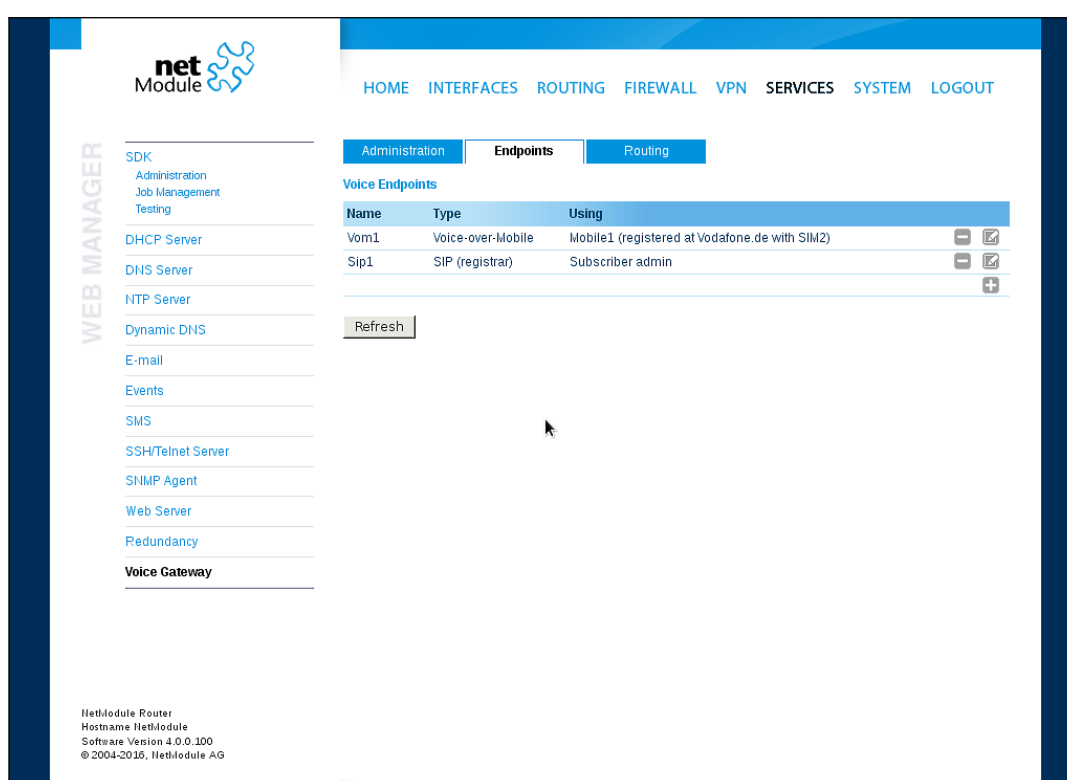 net
Module
HOME INTERFACES ROUTING FIREWALL VPN SERVICES SYSTEM LOGOUT
WEB MANAGER
SDK
Administration
Job Management
Testing
DHCP Server
DNS Server
NTP Server
Dynamic DNS
E-mail
Events
SMS
SSH/Telnet Server
SNMP Agent
Web Server
Redundancy
Voice Gateway
Administration Endpoints Routing
Voice Endpoints
Name Type Using
Vom1 Voice-over-Mobile Mobile1 (registered at Vodafone.de with SIM2)
Sip1 SIP (registrar) Subscriber admin
Refresh
NetModule Router
Hostname NetModule
Software Version 4.0.0.100
© 2004-2016, NetModule AG